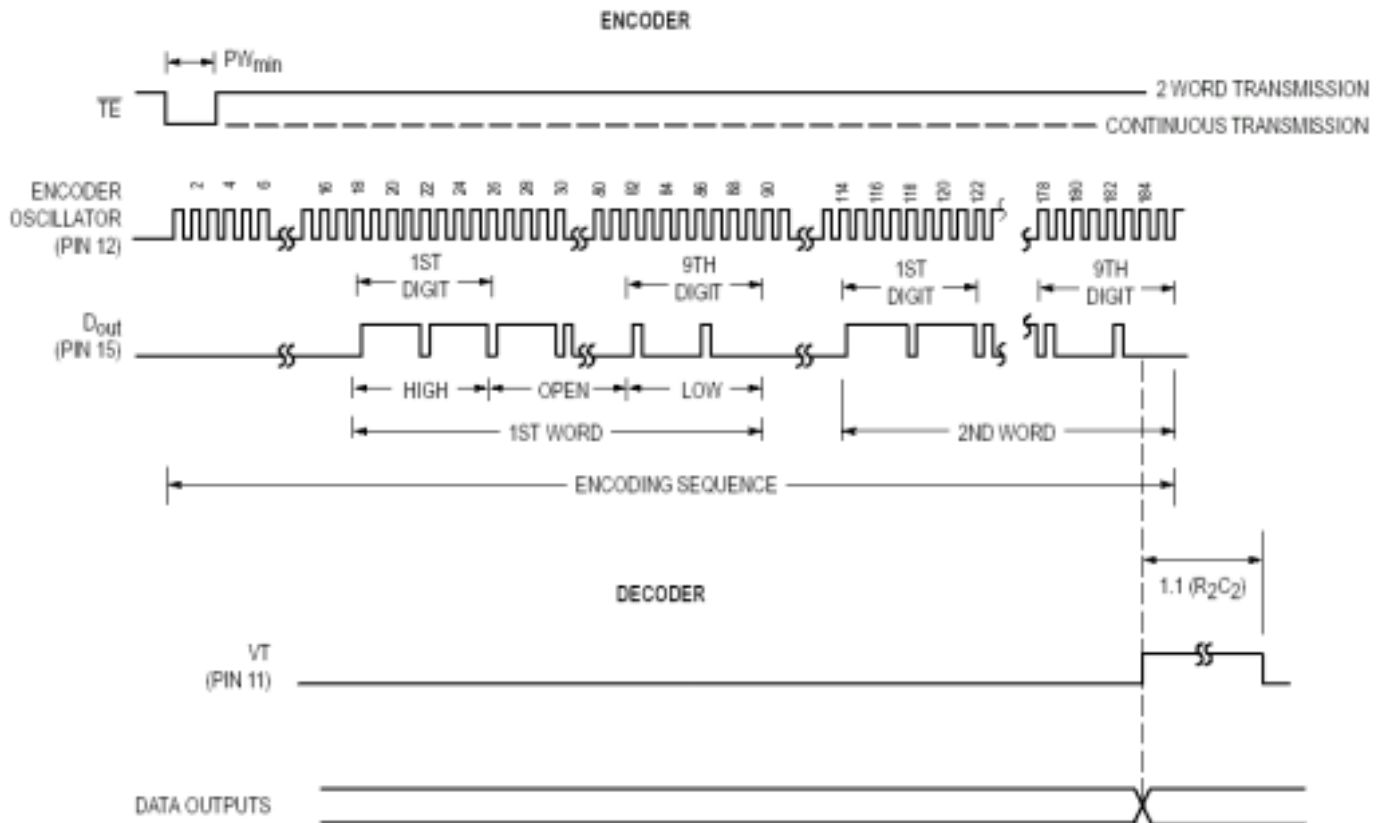 ENCODER
PWmin
TE
2 WORD TRANSMISSION
CONTINUOUS TRANSMISSION
ENCODER
OSCILLATOR
(PIN 12)
2 4 6 16 18 20 22 24 26 28 30 80 82 84 86 88 90 114 116 118 120 122 178 180 182 184
1ST
DIGIT
9TH
DIGIT
1ST
DIGIT
9TH
DIGIT
Dout
(PIN 15)
HIGH OPEN LOW
1ST WORD
2ND WORD
ENCODING SEQUENCE
1.1 (R2C2)
DECODER
VT
(PIN 11)
DATA OUTPUTS